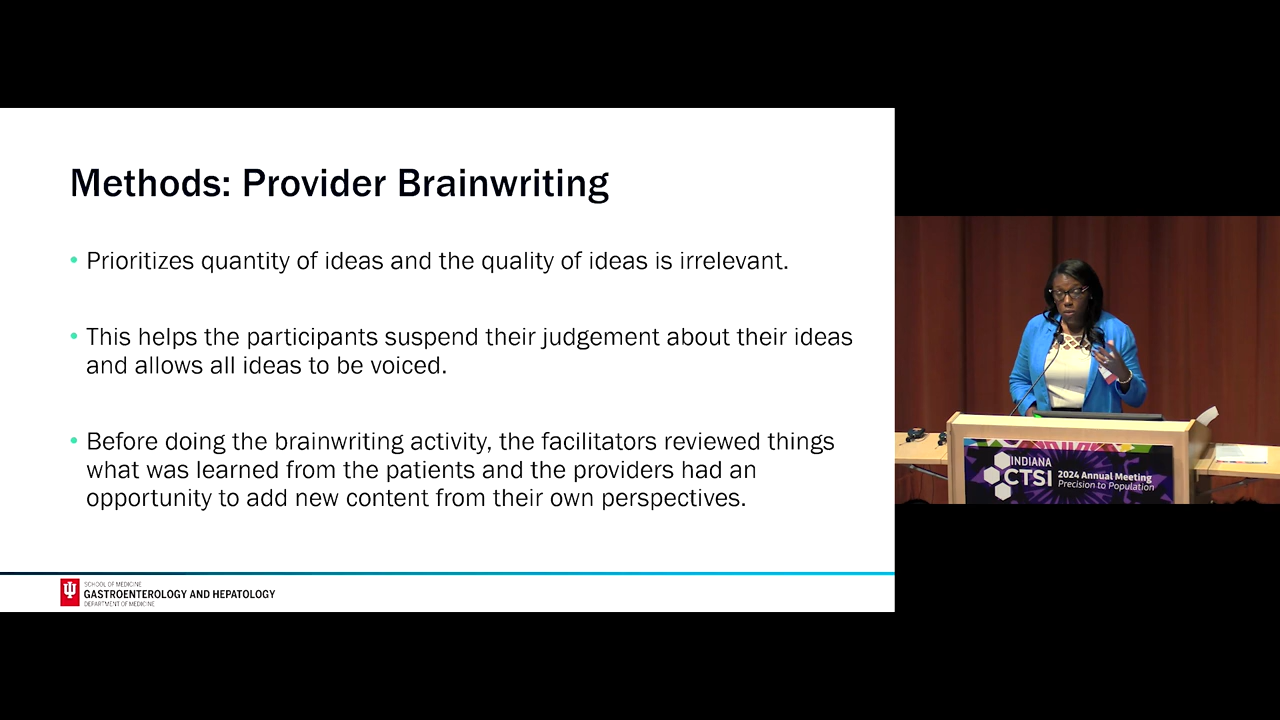 Methods: Provider Brainwriting
• Prioritizes quantity of ideas and the quality of ideas is irrelevant.
• This helps the participants suspend their judgement about their ideas
and allows all ideas to be voiced.
• Before doing the brainwriting activity, the facilitators reviewed things
what was learned from the patients and the providers had an
opportunity to add new content from their own perspectives.
SCHOOL OF MEDICINE
GASTROENTEROLOGY AND HEPATOLOGY
DEPARTMENT OF MEDICINE
INDIANA
CTSI
2024 Annual Meeting
Precision to Population